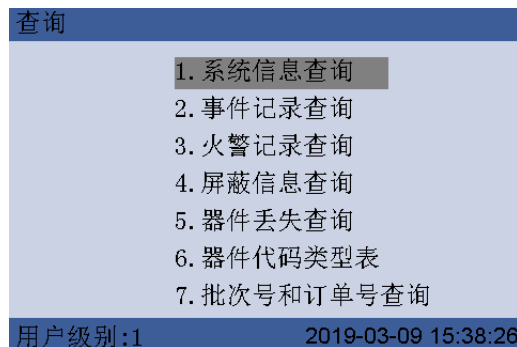 查询
1.系统信息查询
2.事件记录查询
3.火警记录查询
4.屏蔽信息查询
5.器件丢失查询
6.器件代码类型表
7.批次号和订单号查询
用户级别:1 2019-03-09 15:38:26